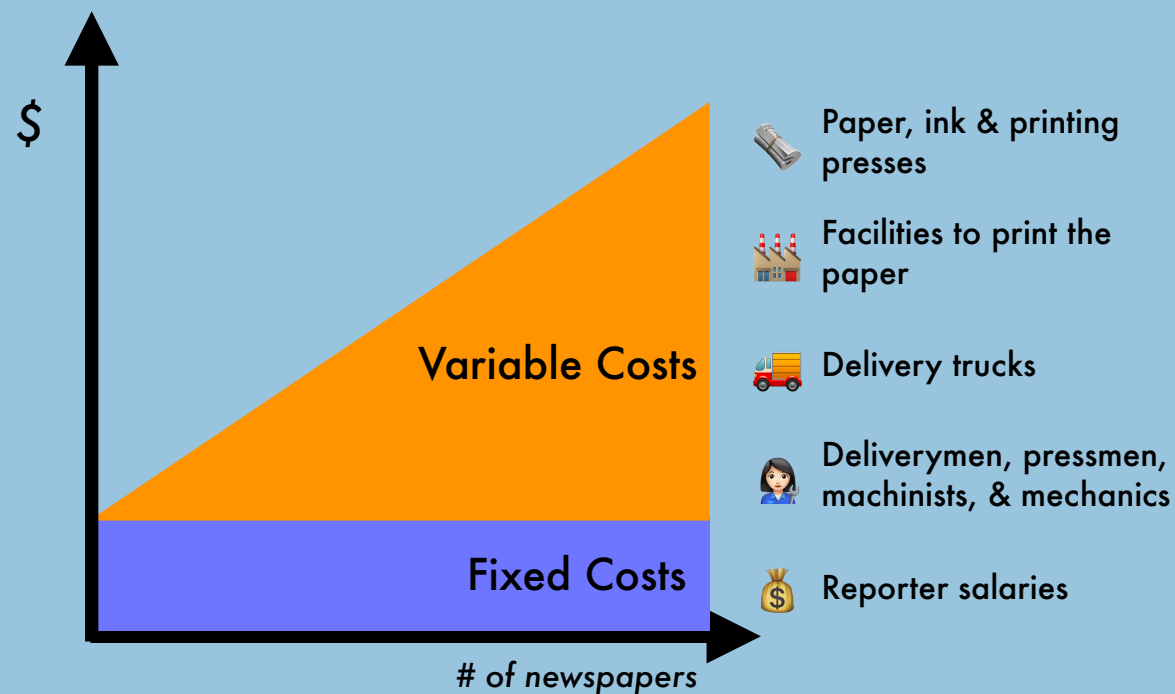 $
Paper, ink & printing
presses
Facilities to print the
paper
Variable Costs
Delivery trucks
Deliverymen, pressmen,
machinists, & mechanics
Fixed Costs
Reporter salaries
# of newspapers